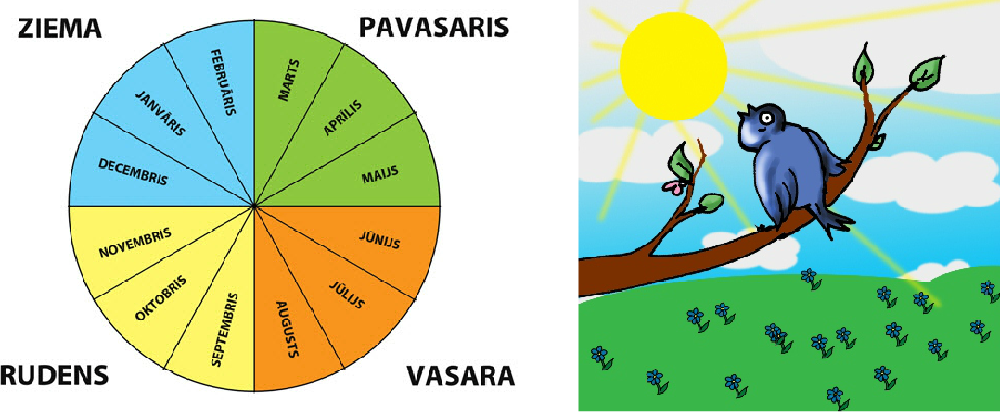 ZIEMA
PAVASARIS
FEBRUĀRIS
MARTS
JANVĀRIS
APRĪLIS
DECEMBRIS
MAIJS
NOVEMBRIS
JŪNIJS
OKTOBRIS
JŪLIJS
SEPTEMBRIS
AUGUSTS
RUDENS
VASARA